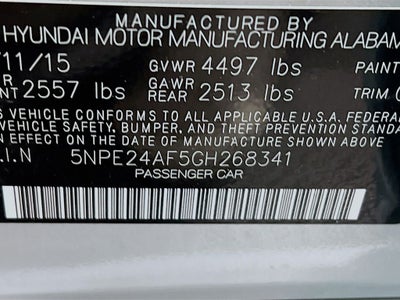 MANUFACTURED BY
HYUNDAI MOTOR MANUFACTURING ALABAM
/11/15 GVWR 4497 lbs PAINT
GAWR
NT 2557 lbs REAR 2513 lbs TRIM
S VEHICLE CONFORMS TO ALL APPLICABLE U.S.A. FEDERAL
VEHICLE SAFETY, BUMPER, AND THEFT PREVENTION STANDA
EFFECT ON THE DATE OF MANUFACTURE SHOWN ABOVE.
.I.N 5NPE24AF5GH268341
PASSENGER CAR